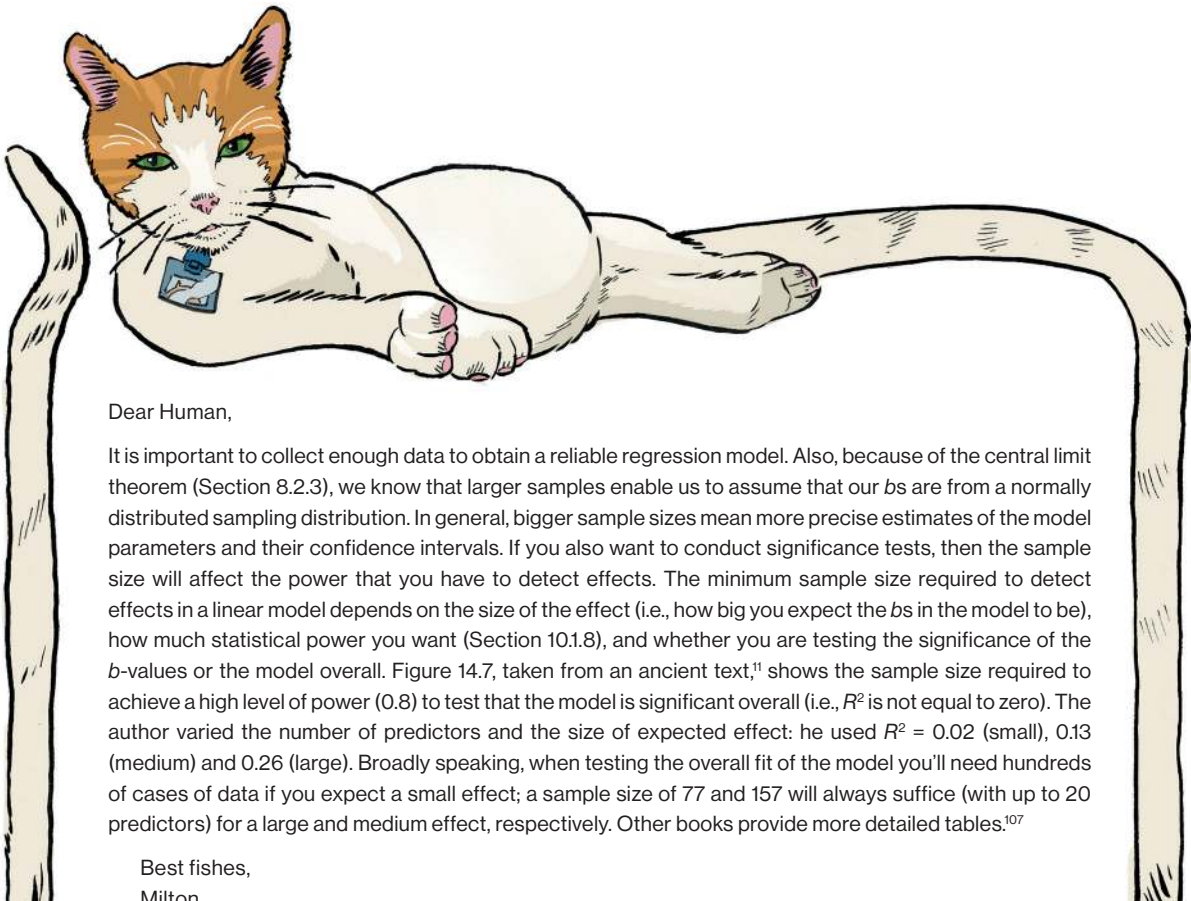 Dear Human,
It is important to collect enough data to obtain a reliable regression model. Also, because of the central limit
theorem (Section 8.2.3), we know that larger samples enable us to assume that our bs are from a normally
distributed sampling distribution. In general, bigger sample sizes mean more precise estimates of the model
parameters and their confidence intervals. If you also want to conduct significance tests, then the sample
size will affect the power that you have to detect effects. The minimum sample size required to detect
effects in a linear model depends on the size of the effect (i.e., how big you expect the bs in the model to be),
how much statistical power you want (Section 10.1.8), and whether you are testing the significance of the
b-values or the model overall. Figure 14.7, taken from an ancient text,¹¹ shows the sample size required to
achieve a high level of power (0.8) to test that the model is significant overall (i.e., R² is not equal to zero). The
author varied the number of predictors and the size of expected effect: he used R² = 0.02 (small), 0.13
(medium) and 0.26 (large). Broadly speaking, when testing the overall fit of the model you'll need hundreds
of cases of data if you expect a small effect; a sample size of 77 and 157 will always suffice (with up to 20
predictors) for a large and medium effect, respectively. Other books provide more detailed tables.¹⁰⁷
Best fishes,
Milton